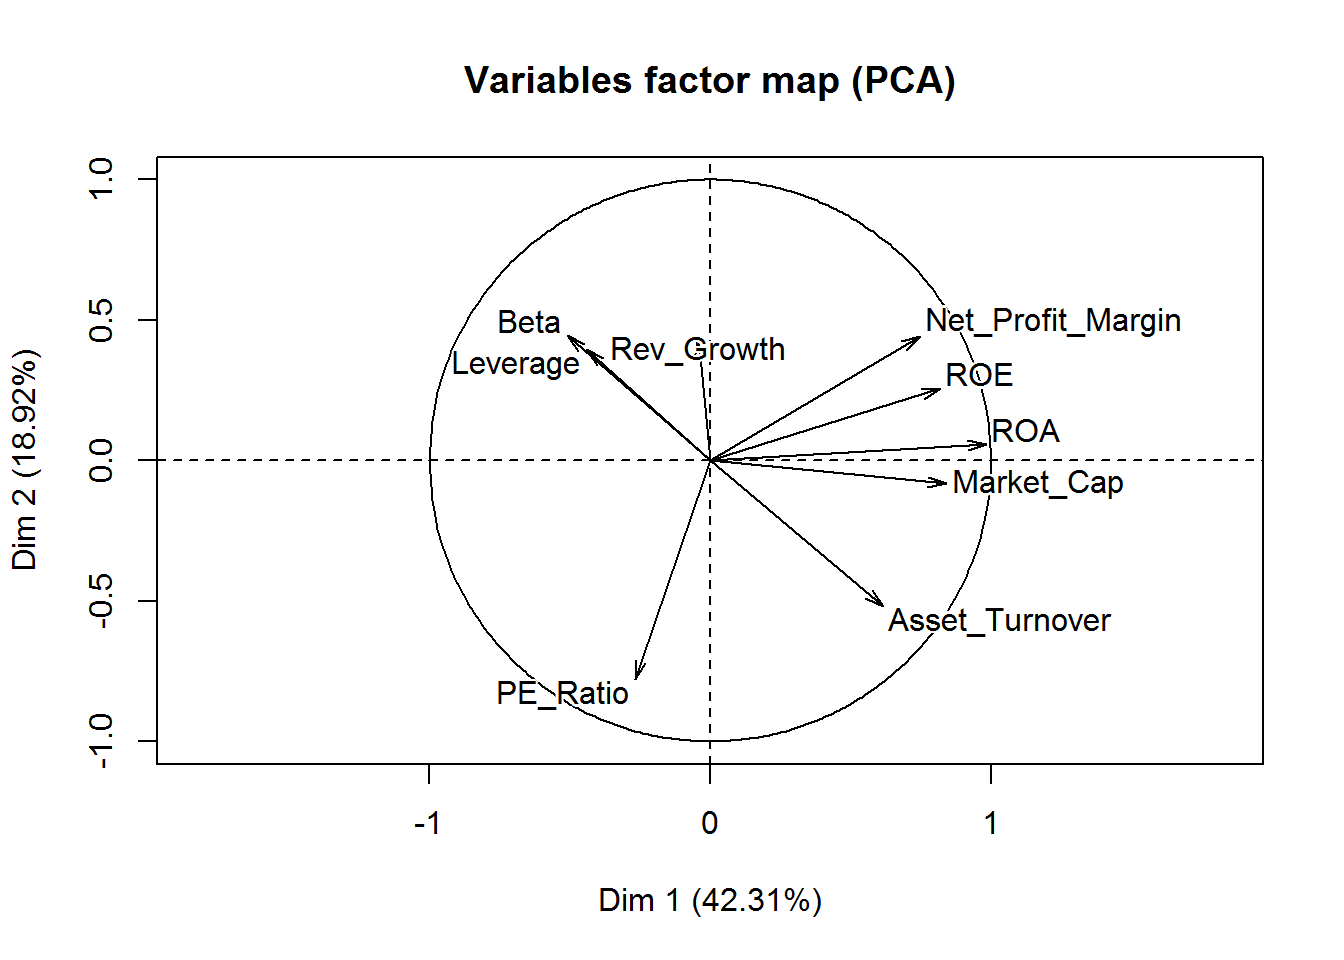 Variables factor map (PCA)
1.0
0.5
0.0
-0.5
-1.0
Dim 2 (18.92%)
Beta
Leverage
Rev_Growth
Net_Profit_Margin
ROE
ROA
Market_Cap
Asset_Turnover
PE_Ratio
-1
0
1
Dim 1 (42.31%)